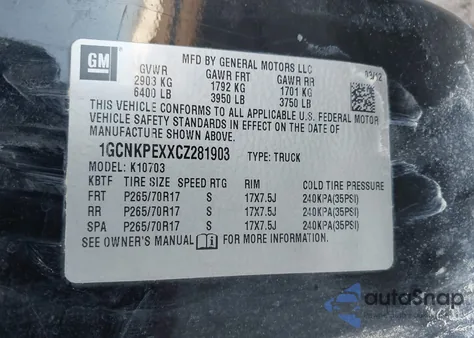 GM
MFD BY GENERAL MOTORS LLC
03/12
GVWR GAWR FRT GAWR RR
2903 KG 1792 KG 1701 KG
6400 LB 3950 LB 3750 LB
THIS VEHICLE CONFORMS TO ALL APPLICABLE U.S. FEDERAL MOTOR
VEHICLE SAFETY STANDARDS IN EFFECT ON THE DATE OF
MANUFACTURE SHOWN ABOVE.
1GCNKPEXXCZ281903 TYPE: TRUCK
MODEL: K10703
KBTF TIRE SIZE SPEED RTG RIM COLD TIRE PRESSURE
FRT P265/70R17 S 17X7.5J 240KPA(35PSI)
RR P265/70R17 S 17X7.5J 240KPA(35PSI)
SPA P265/70R17 S 17X7.5J 240KPA(35PSI)
SEE OWNER'S MANUAL FOR MORE INFORMATION.
autoSnap